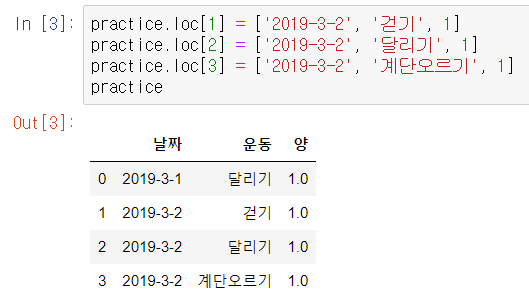 In [3]: practice.loc[1] = ['2019-3-2', '걷기', 1]
practice.loc[2] = ['2019-3-2', '달리기', 1]
practice.loc[3] = ['2019-3-2', '계단오르기', 1]
practice
Out[3]:
날짜 운동 양
0 2019-3-1 달리기 1.0
1 2019-3-2 걷기 1.0
2 2019-3-2 달리기 1.0
3 2019-3-2 계단오르기 1.0